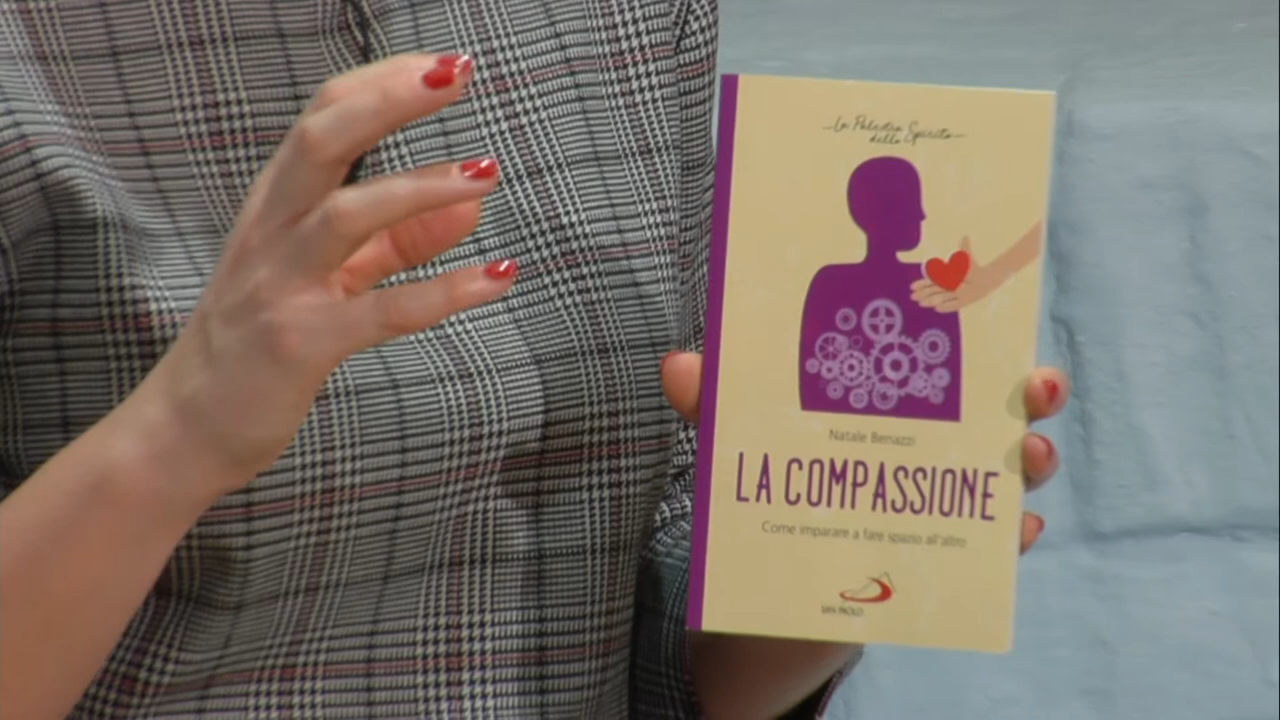 La Palestra
dello Spirito
Natale Benazzi
LA COMPASSIONE
Come imparare a fare spazio all'altro
SAN PAOLO